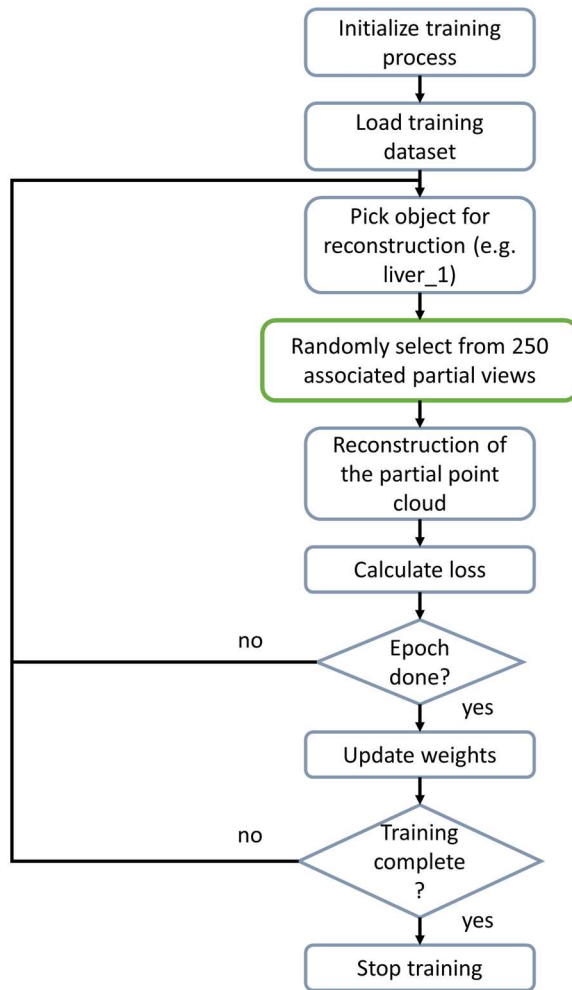 Initialize training
process
Load training
dataset
Pick object for
reconstruction (e.g.
liver_1)
Randomly select from 250
associated partial views
Reconstruction of
the partial point
cloud
Calculate loss
no
Epoch
done?
yes
Update weights
no
Training
complete
?
yes
Stop training